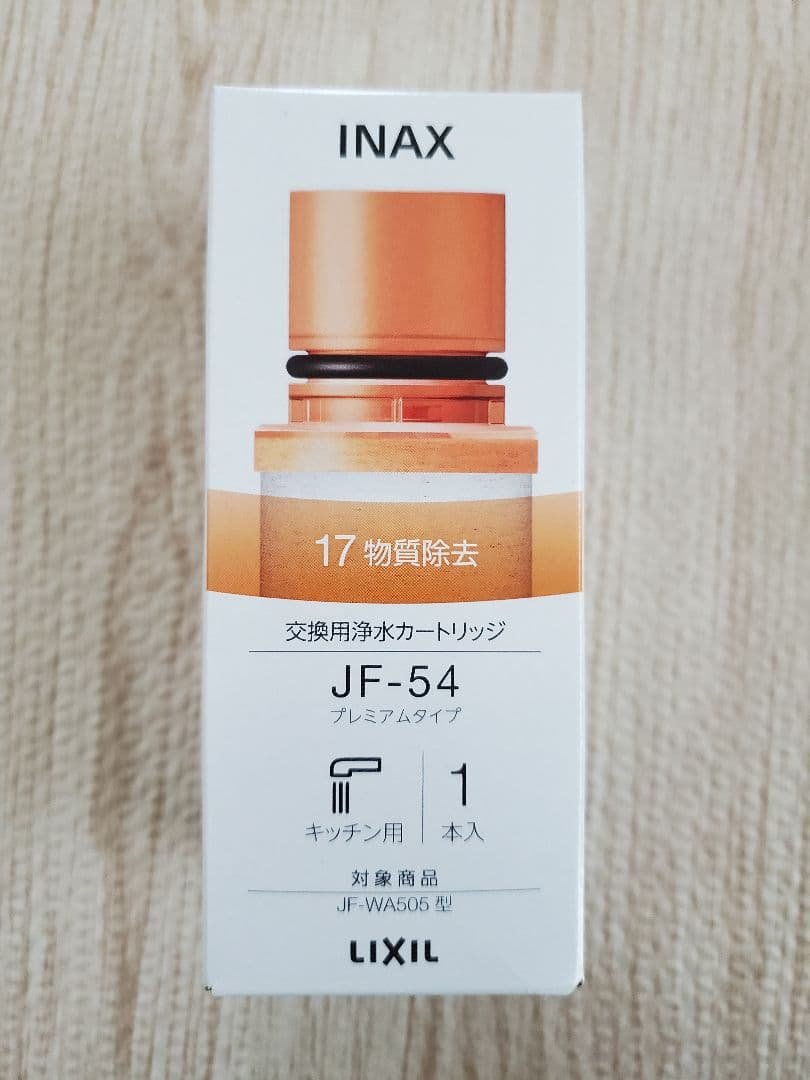 INAX
17 物質除去
交換用浄水カートリッジ
JF-54
プレミアムタイプ
キッチン用
1
本入
対象商品
JF-WA505 型
LIXIL